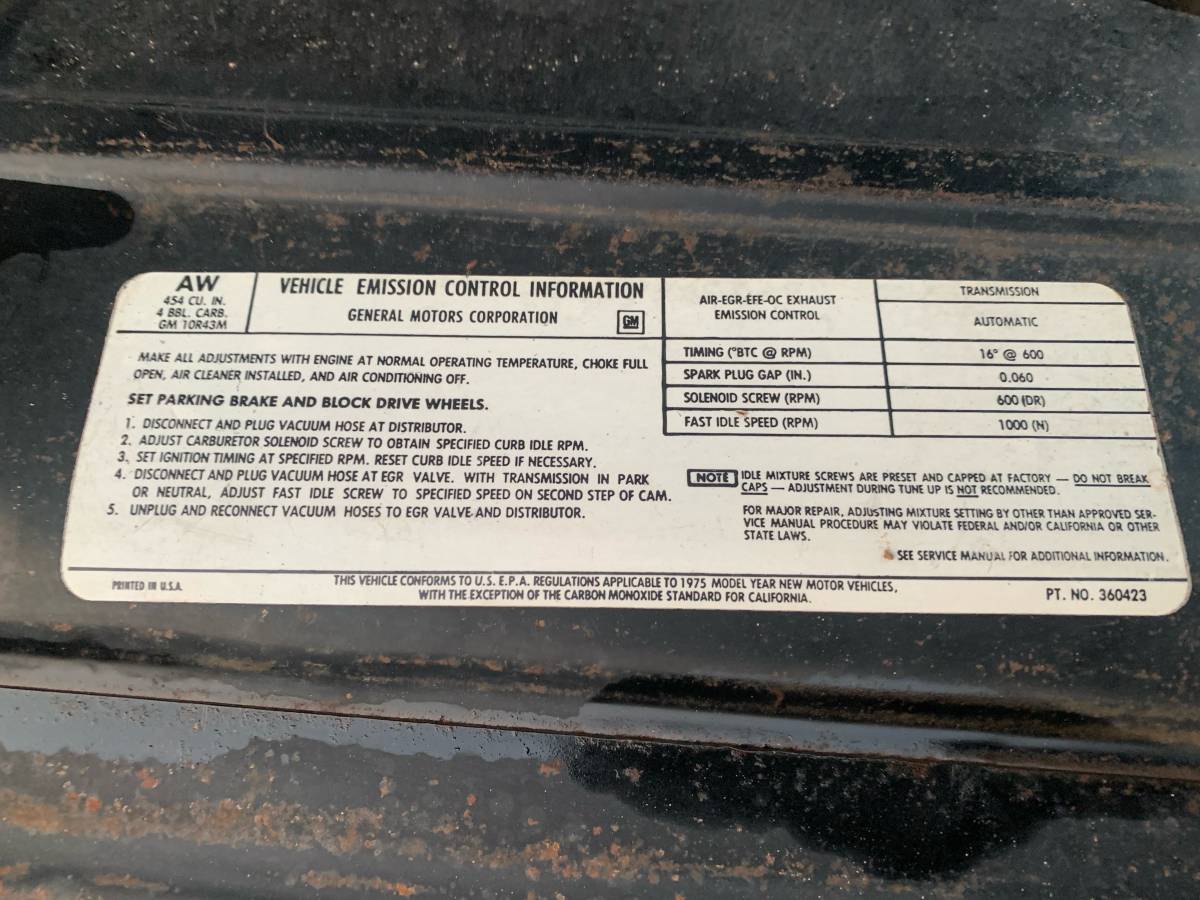 AW
454 CU. IN.
4 BBL. CARB.
GM 10R43M
VEHICLE EMISSION CONTROL INFORMATION
GENERAL MOTORS CORPORATION
GM
AIR-EGR-EFE-OC EXHAUST
EMISSION CONTROL
TRANSMISSION
AUTOMATIC
TIMING (°BTC @ RPM) 16° @ 600
SPARK PLUG GAP (IN.) 0.060
SOLENOID SCREW (RPM) 600 (DR)
FAST IDLE SPEED (RPM) 1000 (N)
MAKE ALL ADJUSTMENTS WITH ENGINE AT NORMAL OPERATING TEMPERATURE, CHOKE FULL
OPEN, AIR CLEANER INSTALLED, AND AIR CONDITIONING OFF.
SET PARKING BRAKE AND BLOCK DRIVE WHEELS.
1. DISCONNECT AND PLUG VACUUM HOSE AT DISTRIBUTOR.
2. ADJUST CARBURETOR SOLENOID SCREW TO OBTAIN SPECIFIED CURB IDLE RPM.
3. SET IGNITION TIMING AT SPECIFIED RPM. RESET CURB IDLE SPEED IF NECESSARY.
4. DISCONNECT AND PLUG VACUUM HOSE AT EGR VALVE. WITH TRANSMISSION IN PARK
OR NEUTRAL, ADJUST FAST IDLE SCREW TO SPECIFIED SPEED ON SECOND STEP OF CAM.
5. UNPLUG AND RECONNECT VACUUM HOSES TO EGR VALVE AND DISTRIBUTOR.
NOTE IDLE MIXTURE SCREWS ARE PRESET AND CAPPED AT FACTORY — DO NOT BREAK
CAPS — ADJUSTMENT DURING TUNE UP IS NOT RECOMMENDED.
FOR MAJOR REPAIR, ADJUSTING MIXTURE SETTING BY OTHER THAN APPROVED SER-
VICE MANUAL PROCEDURE MAY VIOLATE FEDERAL AND/OR CALIFORNIA OR OTHER
STATE LAWS.
SEE SERVICE MANUAL FOR ADDITIONAL INFORMATION.
PRINTED IN U.S.A.
THIS VEHICLE CONFORMS TO U.S. E.P.A. REGULATIONS APPLICABLE TO 1975 MODEL YEAR NEW MOTOR VEHICLES,
WITH THE EXCEPTION OF THE CARBON MONOXIDE STANDARD FOR CALIFORNIA.
PT. NO. 360423